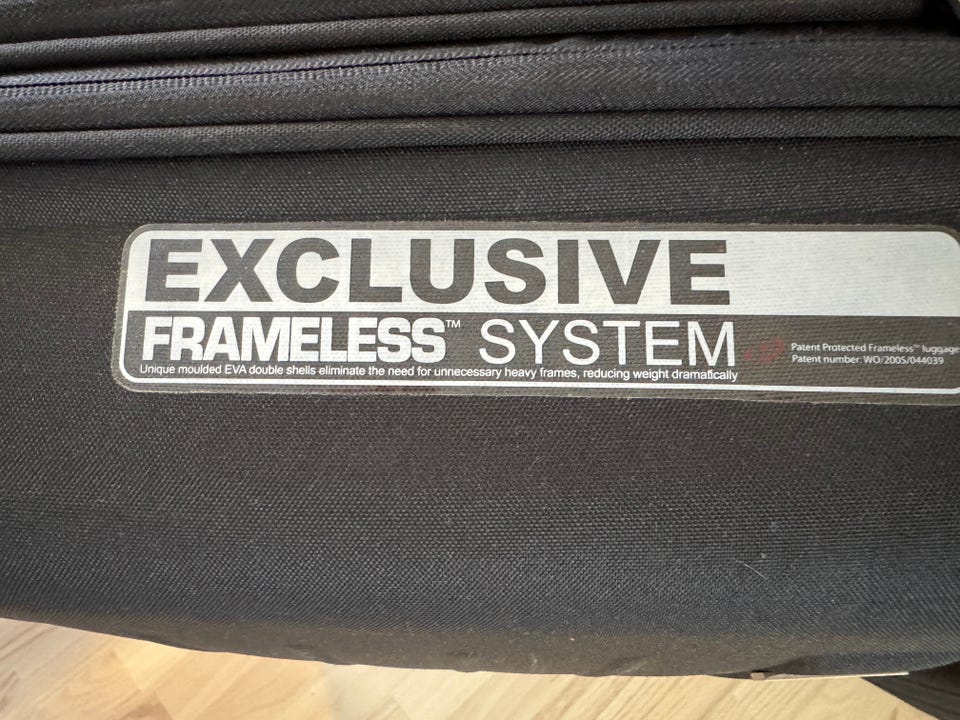 EXCLUSIVE
FRAMELESS™ SYSTEM
Patent Protected Frameless™ luggage
Patent number: WO/2005/044039
Unique moulded EVA double shells eliminate the need for unnecessary heavy frames, reducing weight dramatically